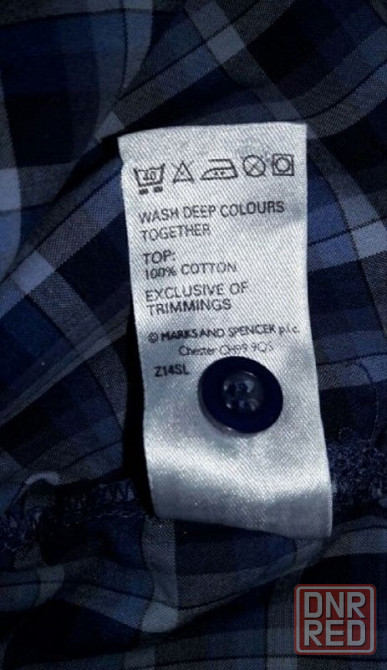 40
WASH DEEP COLOURS
TOGETHER
TOP:
100% COTTON
EXCLUSIVE OF
TRIMMINGS
© MARKS AND SPENCER p.l.c.
Chester CH99 9QS
Z14SL
DNR
RED